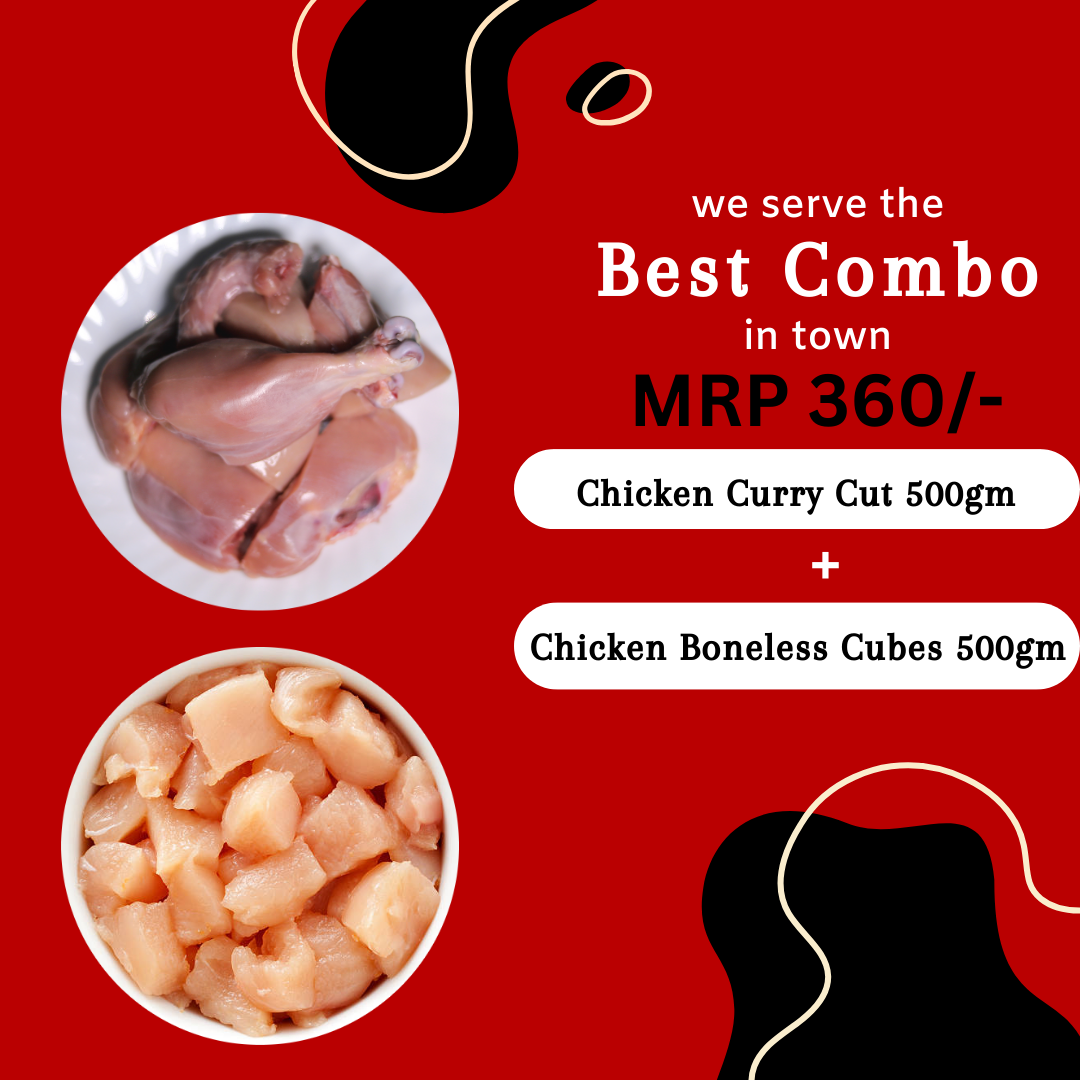 we serve the
Best Combo
in town
MRP 360/-
Chicken Curry Cut 500gm
+
Chicken Boneless Cubes 500gm